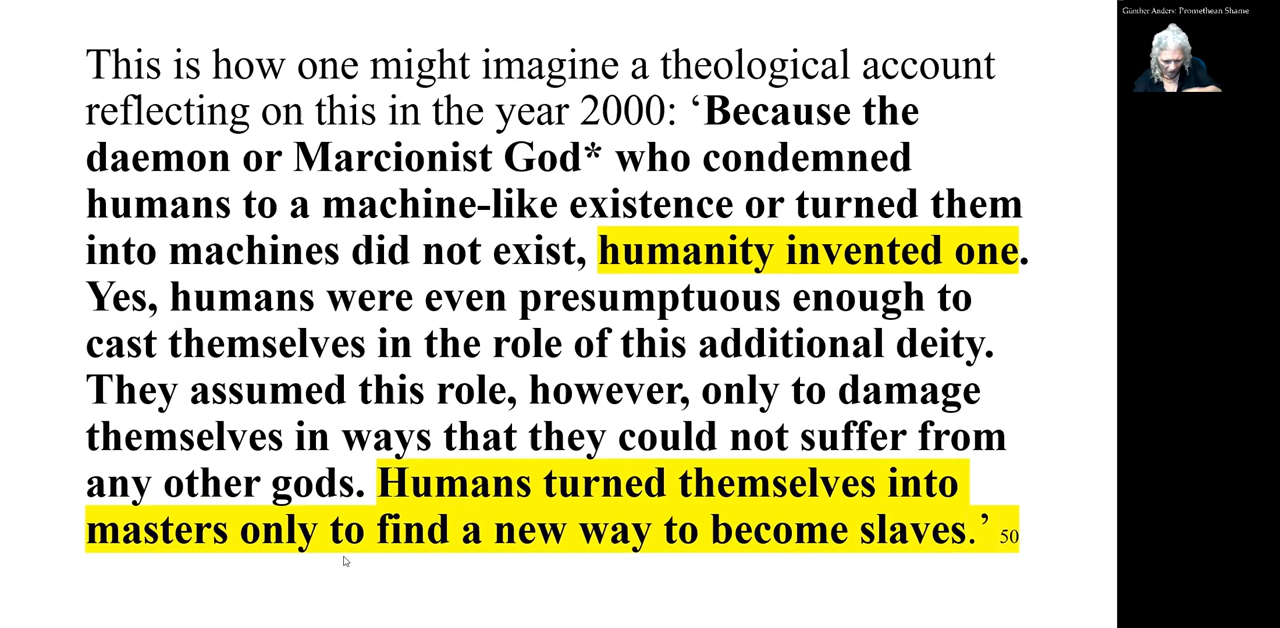 This is how one might imagine a theological account
reflecting on this in the year 2000: ‘Because the
daemon or Marcionist God* who condemned
humans to a machine-like existence or turned them
into machines did not exist, humanity invented one.
Yes, humans were even presumptuous enough to
cast themselves in the role of this additional deity.
They assumed this role, however, only to damage
themselves in ways that they could not suffer from
any other gods. Humans turned themselves into
masters only to find a new way to become slaves.’ 50
Günther Anders: Promethean Shame